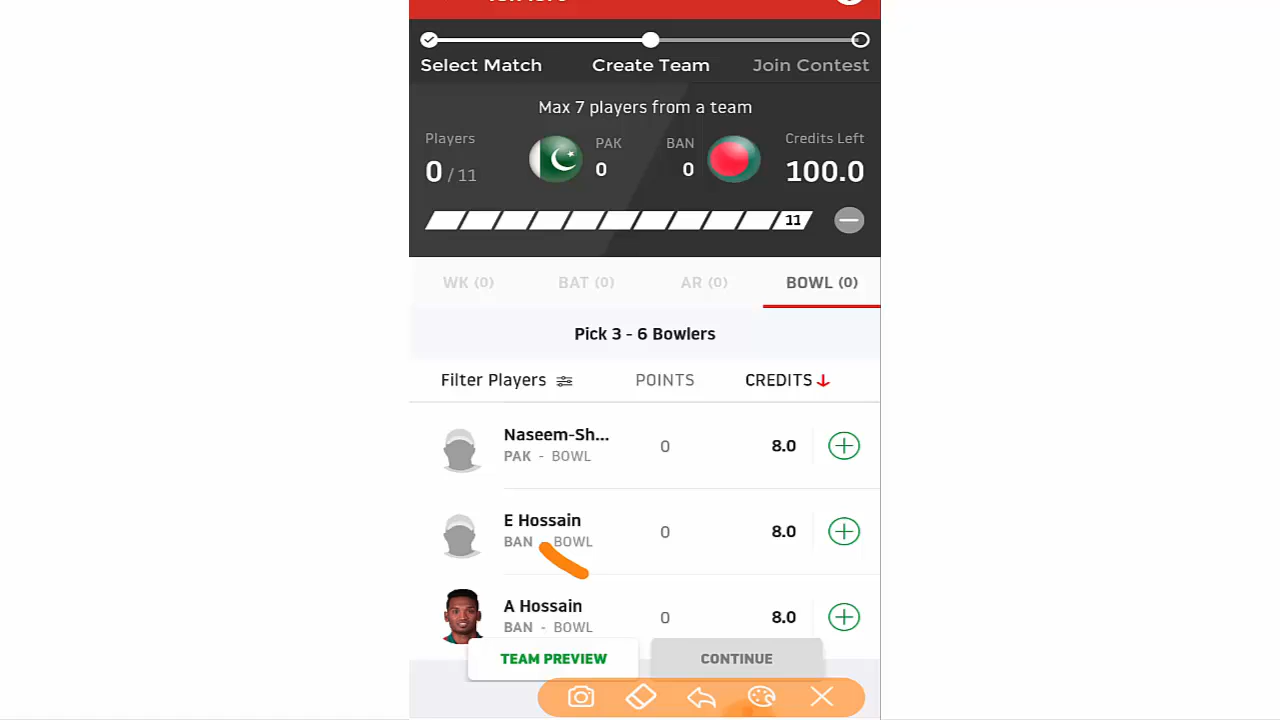 Select Match Create Team Join Contest
Max 7 players from a team
Players PAK BAN Credits Left
0 / 11 0 0 100.0
11
WK (0) BAT (0) AR (0) BOWL (0)
Pick 3 - 6 Bowlers
Filter Players POINTS CREDITS
Naseem-Sh... 0 8.0
PAK - BOWL
E Hossain 0 8.0
BAN - BOWL
A Hossain 0 8.0
BAN - BOWL
TEAM PREVIEW CONTINUE